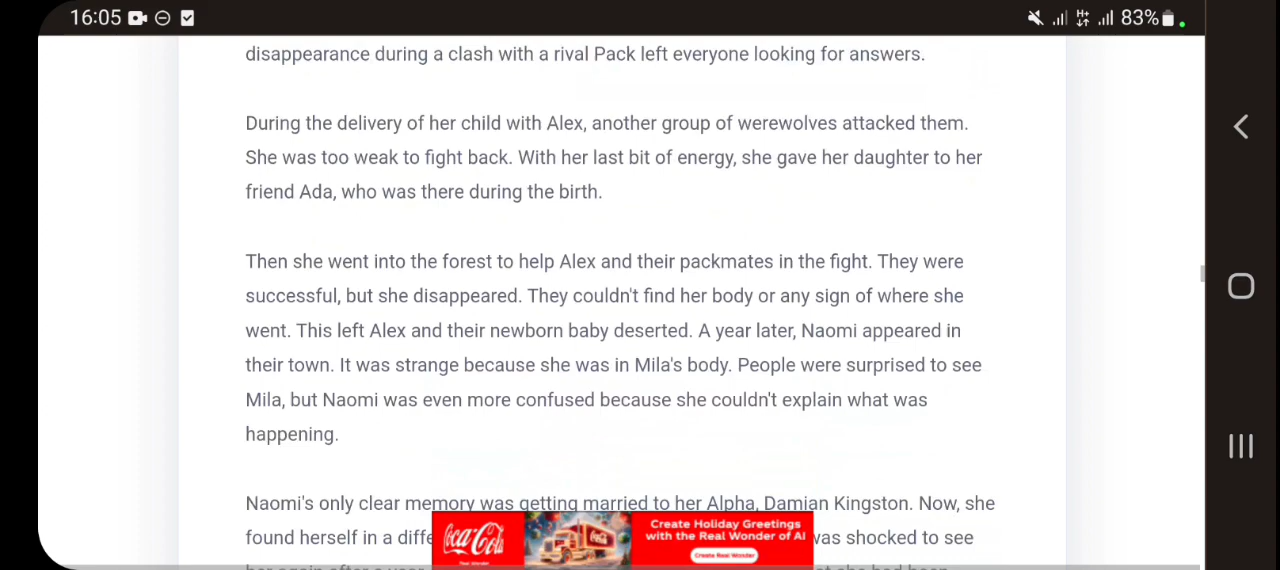 16:05
83%
disappearance during a clash with a rival Pack left everyone looking for answers.
During the delivery of her child with Alex, another group of werewolves attacked them.
She was too weak to fight back. With her last bit of energy, she gave her daughter to her
friend Ada, who was there during the birth.
Then she went into the forest to help Alex and their packmates in the fight. They were
successful, but she disappeared. They couldn't find her body or any sign of where she
went. This left Alex and their newborn baby deserted. A year later, Naomi appeared in
their town. It was strange because she was in Mila's body. People were surprised to see
Mila, but Naomi was even more confused because she couldn't explain what was
happening.
Naomi's only clear memory was getting married to her Alpha, Damian Kingston. Now, she
found herself in a diffe
was shocked to see
Coca-Cola
Create Holiday Greetings
with the Real Wonder of AI
Create Real Wonder